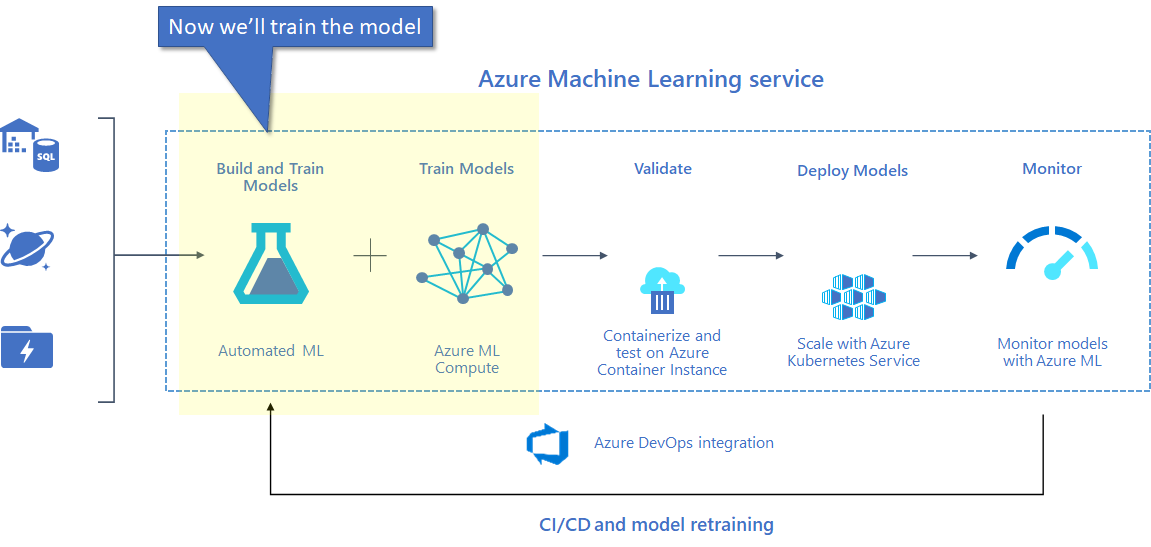 Now we'll train the model
Azure Machine Learning service
SQL
Build and Train
Models
Train Models
Validate
Deploy Models
Monitor
Automated ML
Azure ML
Compute
Containerize and
test on Azure
Container Instance
Scale with Azure
Kubernetes Service
Monitor models
with Azure ML
Azure DevOps integration
CI/CD and model retraining